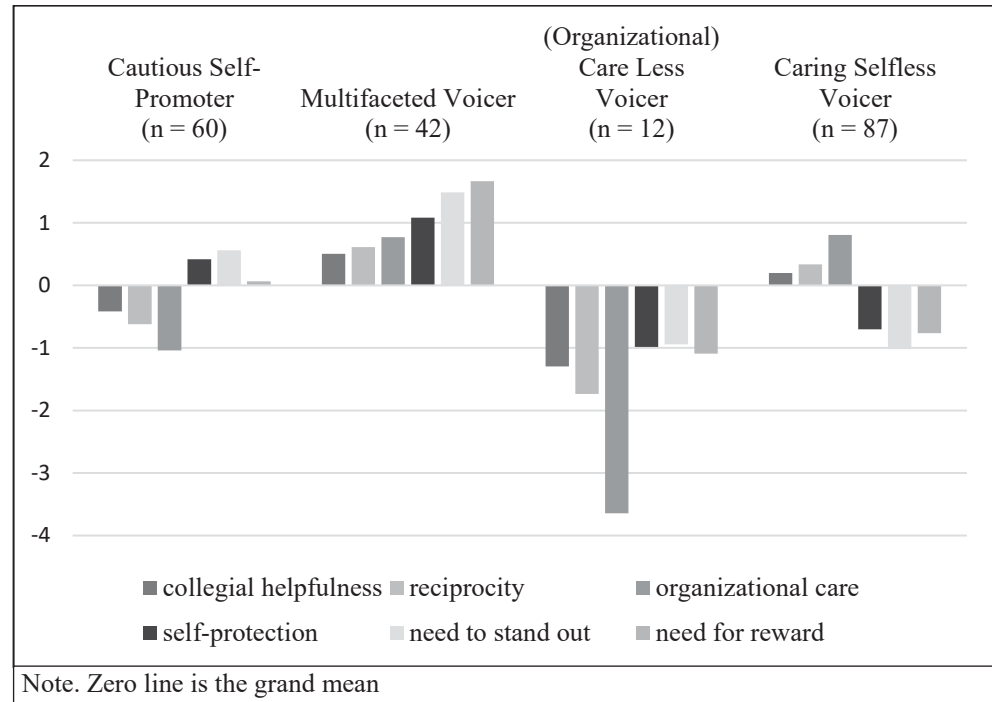 (Organizational)
Cautious Self-
Promoter
(n = 60)
Multifaceted Voicer
(n = 42)
Care Less
Voicer
(n = 12)
Caring Selfless
Voicer
(n = 87)
2
1
0
-1
-2
-3
-4
collegial helpfulness
reciprocity
organizational care
self-protection
need to stand out
need for reward
Note. Zero line is the grand mean